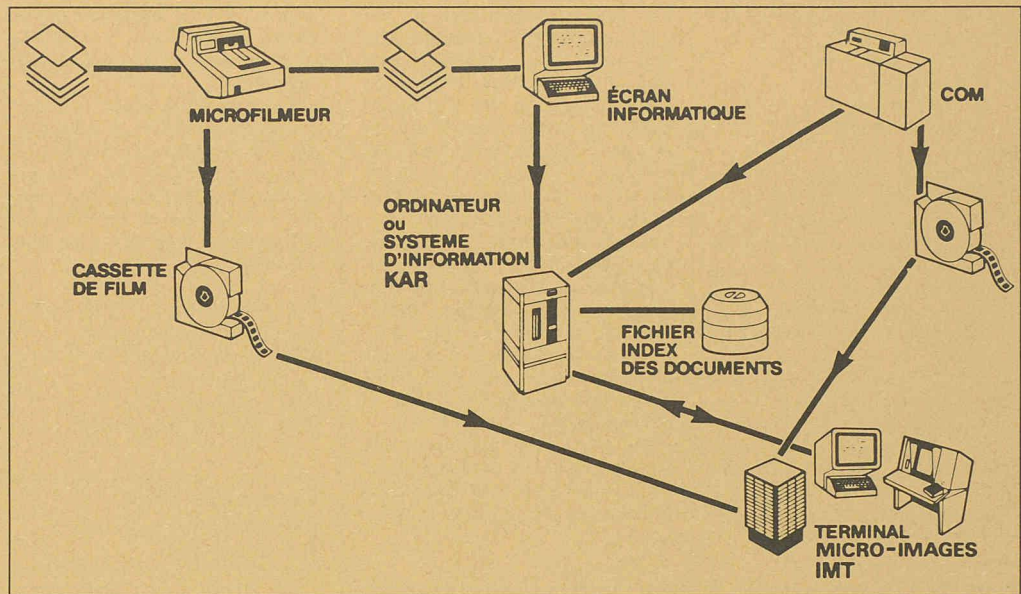 MICROFILMEUR
ÉCRAN
INFORMATIQUE
COM
ORDINATEUR
ou
SYSTEME
D'INFORMATION
KAR
CASSETTE
DE FILM
FICHIER
INDEX
DES DOCUMENTS
TERMINAL
MICRO-IMAGES
IMT